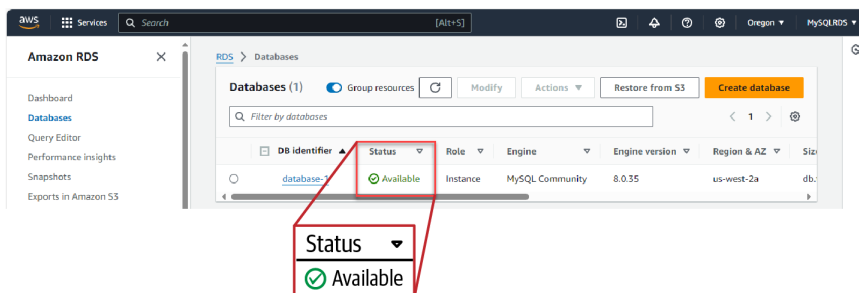 aws Services Search [Alt+S] Oregon MySQLRDS
Amazon RDS
Dashboard
Databases
Query Editor
Performance insights
Snapshots
Exports in Amazon S3
RDS > Databases
Databases (1) Group resources Modify Actions Restore from S3 Create database
Filter by databases 1
DB identifier Status Role Engine Engine version Region & AZ Siz
database-1 Available Instance MySQL Community 8.0.35 us-west-2a db.
Status
Available